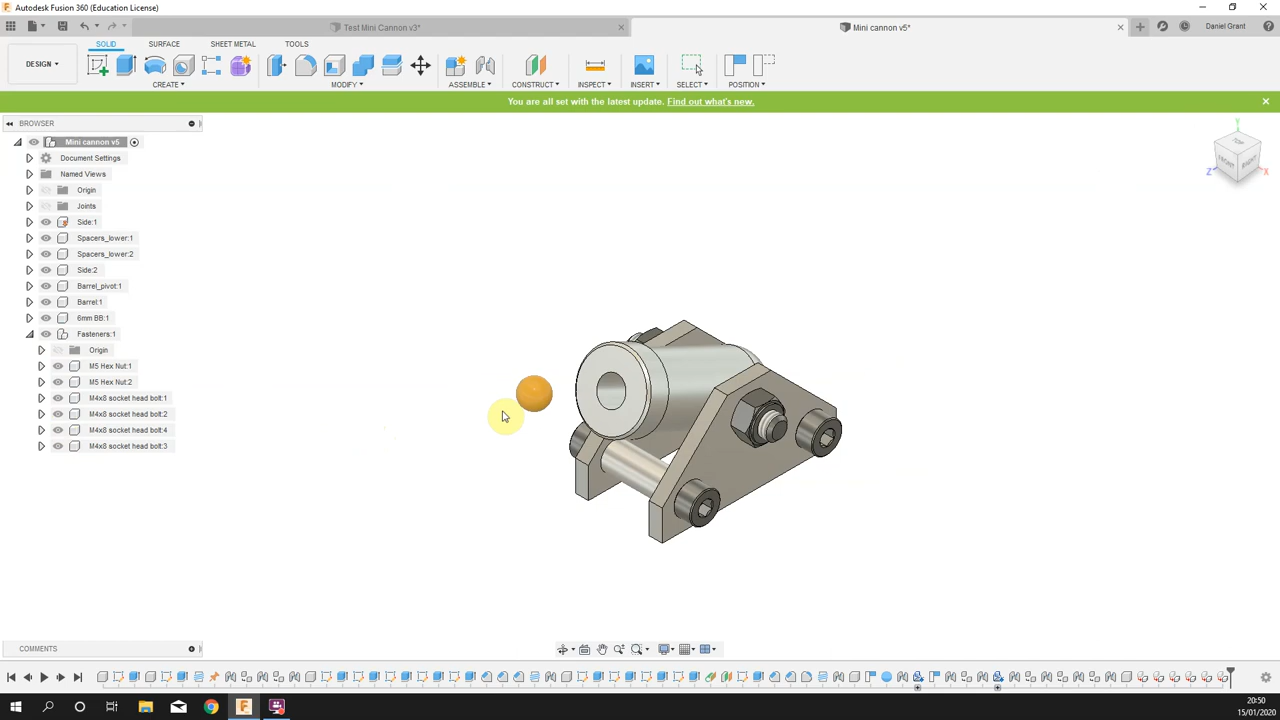 Autodesk Fusion 360 (Education License)
Test Mini Cannon v3*
Mini cannon v5*
Daniel Grant
SOLID
SURFACE
SHEET METAL
TOOLS
DESIGN
CREATE
MODIFY
ASSEMBLE
CONSTRUCT
INSPECT
INSERT
SELECT
POSITION
You are all set with the latest update. Find out what's new.
BROWSER
Mini cannon v5
Document Settings
Named Views
Origin
Joints
Side:1
Spacers_lower:1
Spacers_lower:2
Side:2
Barrel_pivot:1
Barrel:1
6mm BB:1
Fasteners:1
Origin
M5 Hex Nut:1
M5 Hex Nut:2
M4x8 socket head bolt:1
M4x8 socket head bolt:2
M4x8 socket head bolt:4
M4x8 socket head bolt:3
Y
TOP
FRONT
RIGHT
Z
X
COMMENTS
20:50
15/01/2020